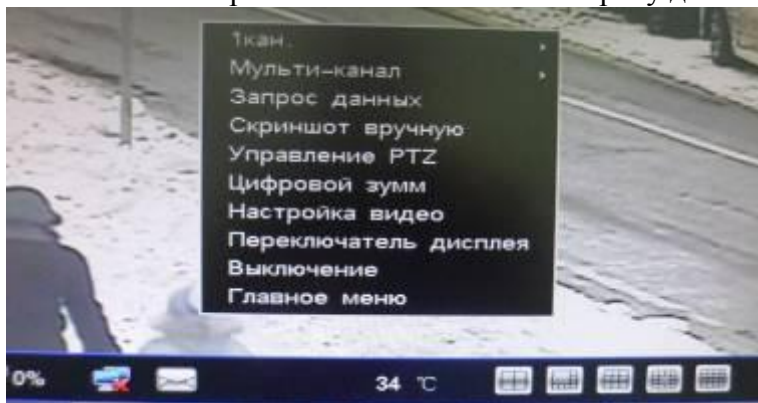 1кан.
Мульти-канал
Запрос данных
Скриншот вручную
Управление PTZ
Цифровой зумм
Настройка видео
Переключатель дисплея
Выключение
Главное меню
0% 34 °C